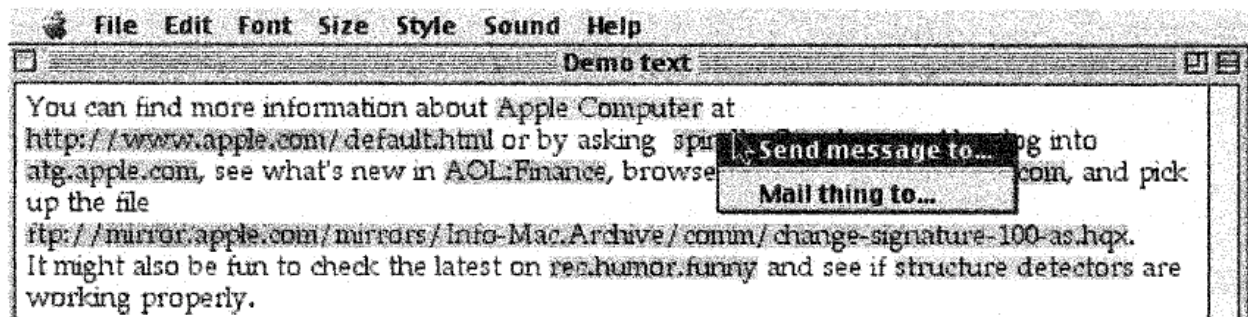 File Edit Font Size Style Sound Help
Demo text
You can find more information about Apple Computer at
http://www.apple.com/default.html or by asking into
Send message to...
atg.apple.com, see what's new in AOL:Finance, browse com, and pick
Mail thing to...
up the file
ftp://mirror.apple.com/mirrors/Info-Mac.Archive/comm/change-signature-100-as.hqx.
It might also be fun to check the latest on rec.humor.funny and see if structure detectors are
working properly.